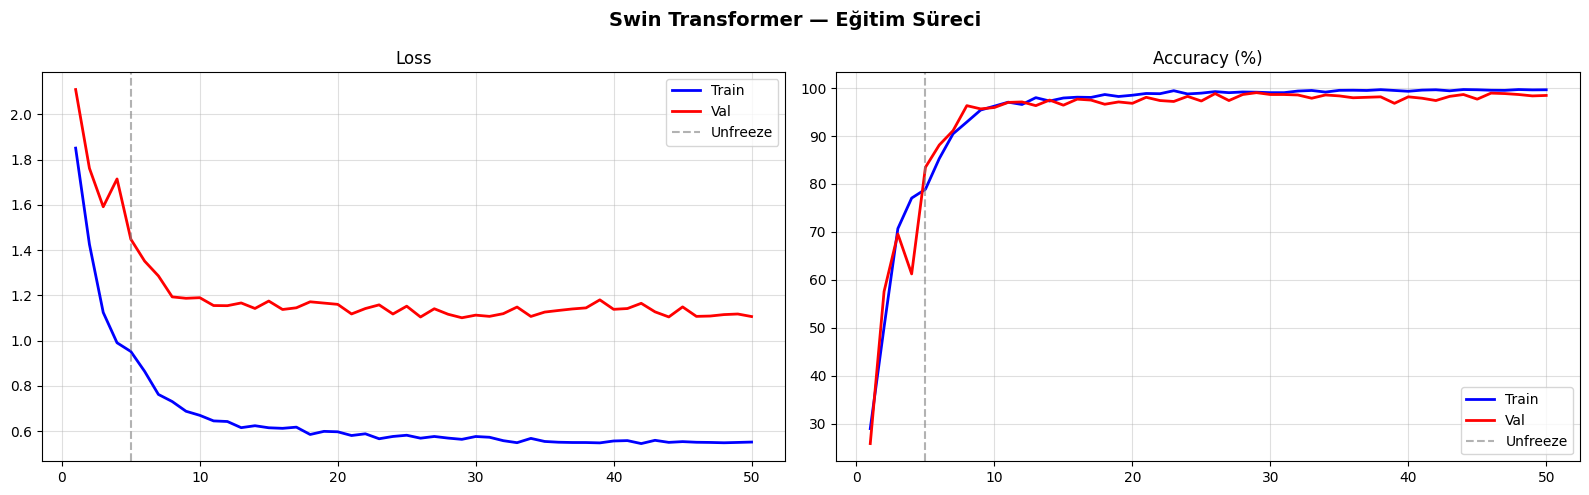 Swin Transformer — Eğitim Süreci
Loss
Train
Val
Unfreeze
2.0
1.8
1.6
1.4
1.2
1.0
0.8
0.6
0 10 20 30 40 50
Accuracy (%)
100
90
80
70
60
50
40
30
Train
Val
Unfreeze
0 10 20 30 40 50